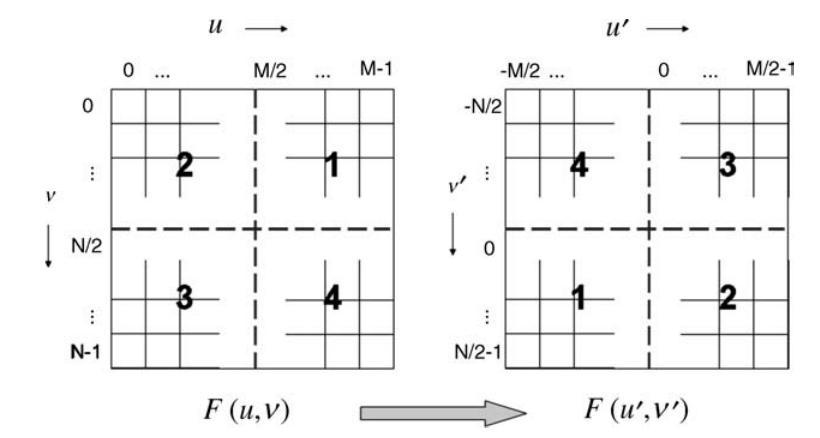 u
u′
0 ... M/2 ... M-1
-M/2 ... 0 ... M/2-1
0
-N/2
2 1
4 3
⋮
⋮
v
v′
N/2
0
3 4
1 2
⋮
⋮
N-1
N/2-1
F (u,v)
F (u′,v′)